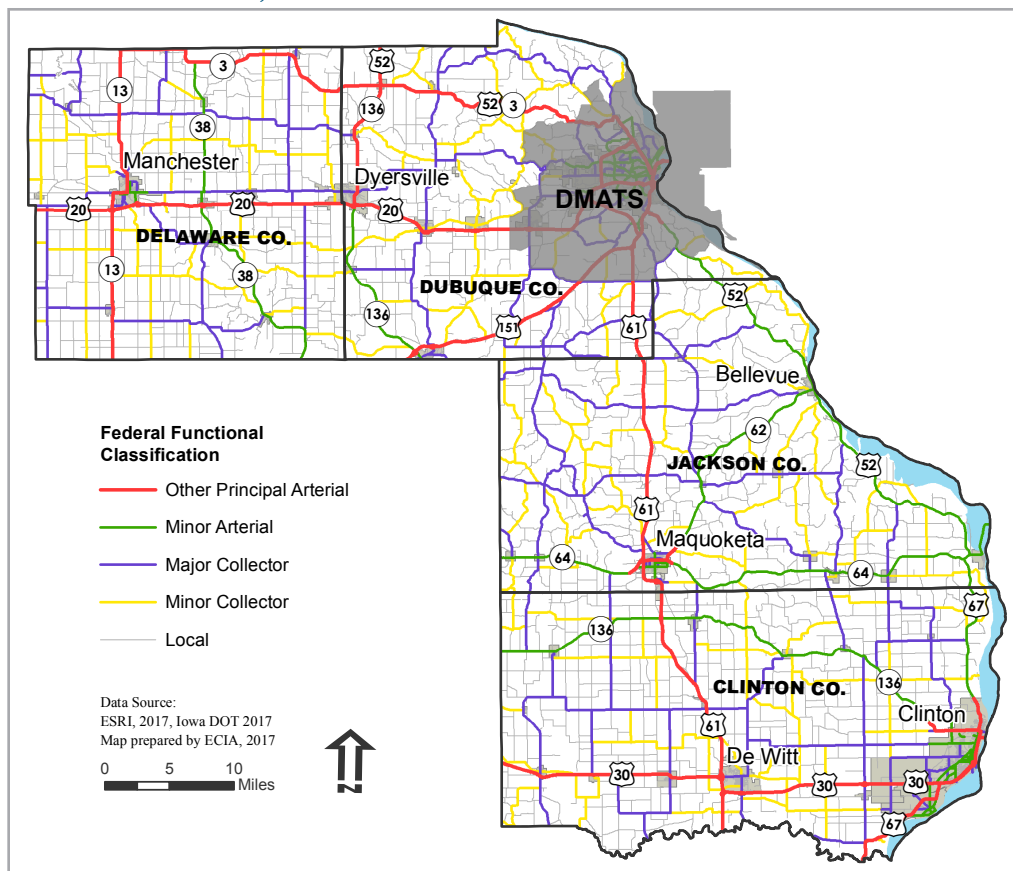 52
3
13
136
52
3
38
Manchester
Dyersville
DMATS
20
20
20
DELAWARE CO.
13
38
DUBUQUE CO.
136
151
61
52
Bellevue
62
JACKSON CO.
52
61
Maquoketa
64
64
67
136
136
CLINTON CO.
Clinton
61
De Witt
30
30
30
67
Federal Functional
Classification
Other Principal Arterial
Minor Arterial
Major Collector
Minor Collector
Local
Data Source:
ESRI, 2017, Iowa DOT 2017
Map prepared by ECIA, 2017
0 5 10
Miles
N